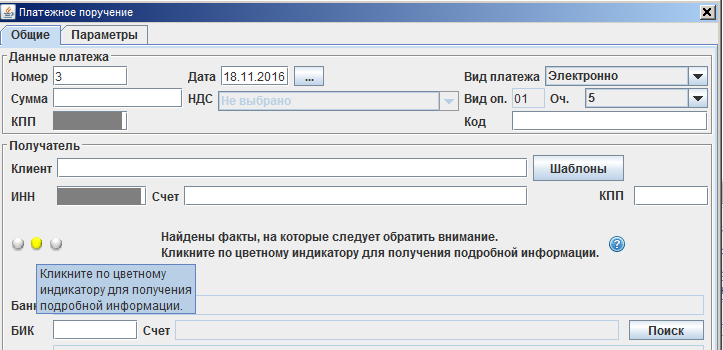 Платежное поручение
Общие Параметры
Данные платежа
Номер 3 Дата 18.11.2016 ... Вид платежа Электронно
Сумма НДС Не выбрано Вид оп. 01 Оч. 5
КПП Код
Получатель
Клиент Шаблоны
ИНН Счет КПП
Найдены факты, на которые следует обратить внимание.
Кликните по цветному индикатору для получения подробной информации. ?
Кликните по цветному
индикатору для получения
подробной информации.
Банк
БИК Счет Поиск